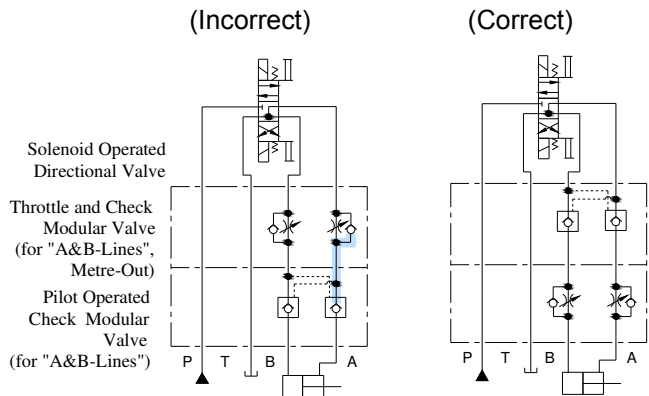 (Incorrect)
(Correct)
Solenoid Operated
Directional Valve
Throttle and Check
Modular Valve
(for "A&B-Lines",
Metre-Out)
Pilot Operated
Check Modular
Valve
(for "A&B-Lines")
P T B A
P T B A